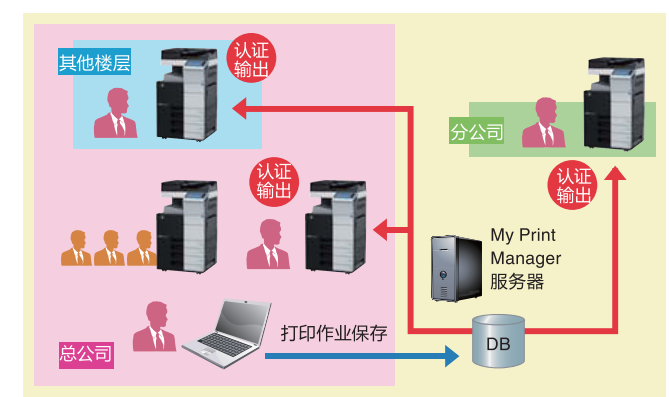 其他楼层
认证
输出
分公司
认证
输出
认证
输出
My Print
Manager
服务器
打印作业保存
DB
总公司